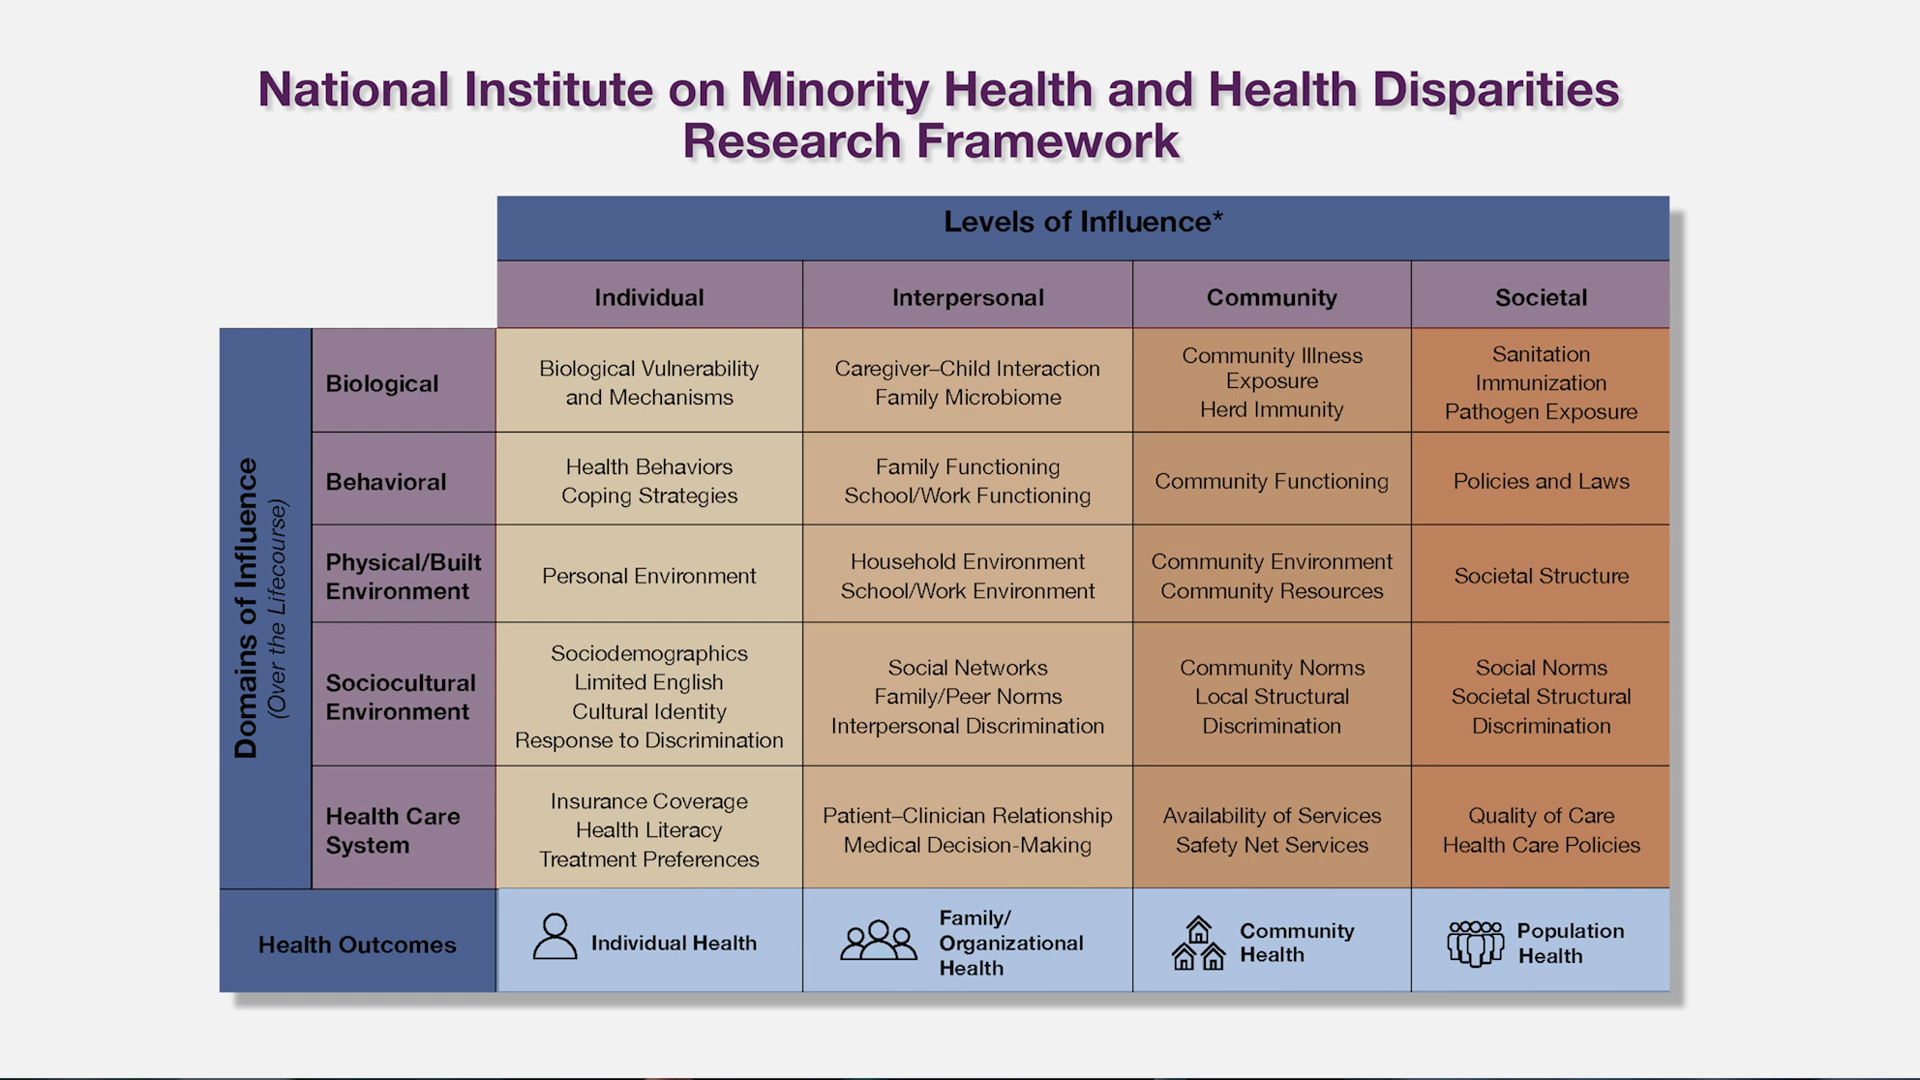 National Institute on Minority Health and Health Disparities
Research Framework
Levels of Influence*
Individual
Interpersonal
Community
Societal
Domains of Influence
(Over the Lifecourse)
Biological
Biological Vulnerability
and Mechanisms
Caregiver–Child Interaction
Family Microbiome
Community Illness
Exposure
Herd Immunity
Sanitation
Immunization
Pathogen Exposure
Behavioral
Health Behaviors
Coping Strategies
Family Functioning
School/Work Functioning
Community Functioning
Policies and Laws
Physical/Built
Environment
Personal Environment
Household Environment
School/Work Environment
Community Environment
Community Resources
Societal Structure
Sociocultural
Environment
Sociodemographics
Limited English
Cultural Identity
Response to Discrimination
Social Networks
Family/Peer Norms
Interpersonal Discrimination
Community Norms
Local Structural
Discrimination
Social Norms
Societal Structural
Discrimination
Health Care
System
Insurance Coverage
Health Literacy
Treatment Preferences
Patient–Clinician Relationship
Medical Decision-Making
Availability of Services
Safety Net Services
Quality of Care
Health Care Policies
Health Outcomes
Individual Health
Family/
Organizational
Health
Community
Health
Population
Health